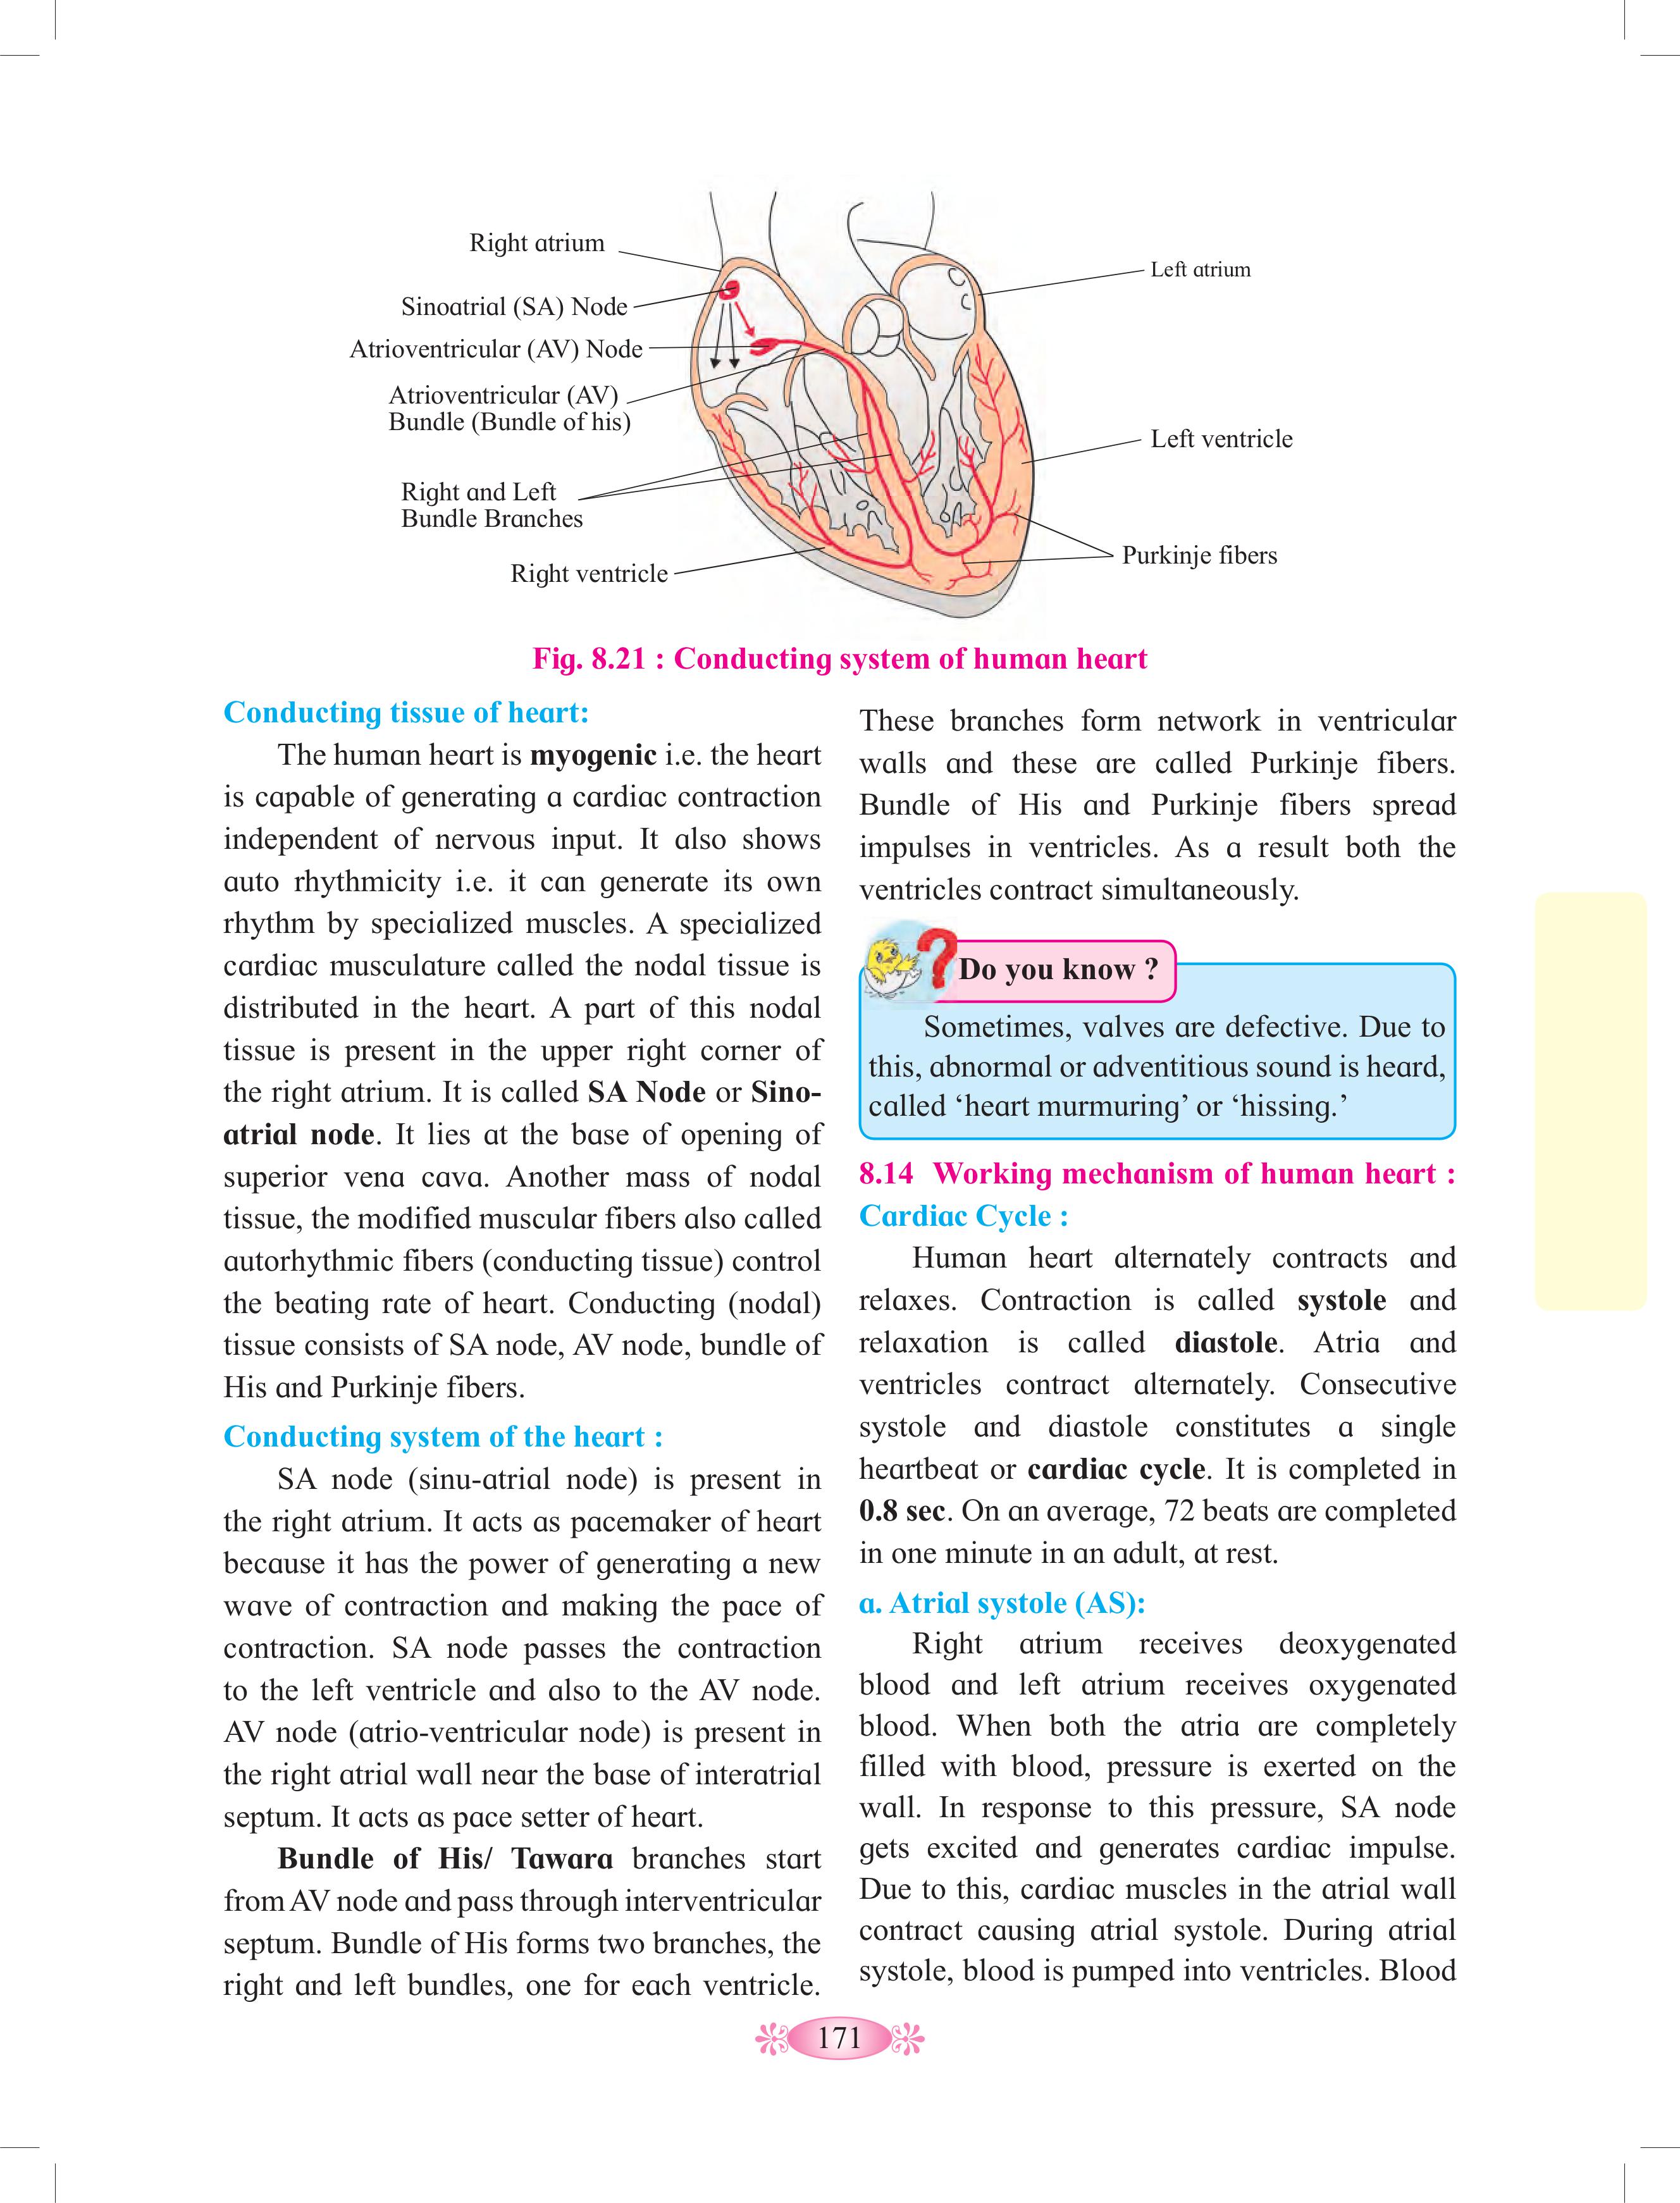 Right atrium
Sinoatrial (SA) Node
Atrioventricular (AV) Node
Atrioventricular (AV)
Bundle (Bundle of his)
Right and Left
Bundle Branches
Right ventricle
Left atrium
Left ventricle
Purkinje fibers
Fig. 8.21 : Conducting system of human heart
Conducting tissue of heart:
The human heart is myogenic i.e. the heart
is capable of generating a cardiac contraction
independent of nervous input. It also shows
auto rhythmicity i.e. it can generate its own
rhythm by specialized muscles. A specialized
cardiac musculature called the nodal tissue is
distributed in the heart. A part of this nodal
tissue is present in the upper right corner of
the right atrium. It is called SA Node or Sino-
atrial node. It lies at the base of opening of
superior vena cava. Another mass of nodal
tissue, the modified muscular fibers also called
autorhythmic fibers (conducting tissue) control
the beating rate of heart. Conducting (nodal)
tissue consists of SA node, AV node, bundle of
His and Purkinje fibers.
Conducting system of the heart :
SA node (sinu-atrial node) is present in
the right atrium. It acts as pacemaker of heart
because it has the power of generating a new
wave of contraction and making the pace of
contraction. SA node passes the contraction
to the left ventricle and also to the AV node.
AV node (atrio-ventricular node) is present in
the right atrial wall near the base of interatrial
septum. It acts as pace setter of heart.
Bundle of His/ Tawara branches start
from AV node and pass through interventricular
septum. Bundle of His forms two branches, the
right and left bundles, one for each ventricle.
These branches form network in ventricular
walls and these are called Purkinje fibers.
Bundle of His and Purkinje fibers spread
impulses in ventricles. As a result both the
ventricles contract simultaneously.
Do you know ?
Sometimes, valves are defective. Due to
this, abnormal or adventitious sound is heard,
called ‘heart murmuring’ or ‘hissing.’
8.14 Working mechanism of human heart :
Cardiac Cycle :
Human heart alternately contracts and
relaxes. Contraction is called systole and
relaxation is called diastole. Atria and
ventricles contract alternately. Consecutive
systole and diastole constitutes a single
heartbeat or cardiac cycle. It is completed in
0.8 sec. On an average, 72 beats are completed
in one minute in an adult, at rest.
a. Atrial systole (AS):
Right atrium receives deoxygenated
blood and left atrium receives oxygenated
blood. When both the atria are completely
filled with blood, pressure is exerted on the
wall. In response to this pressure, SA node
gets excited and generates cardiac impulse.
Due to this, cardiac muscles in the atrial wall
contract causing atrial systole. During atrial
systole, blood is pumped into ventricles. Blood
171